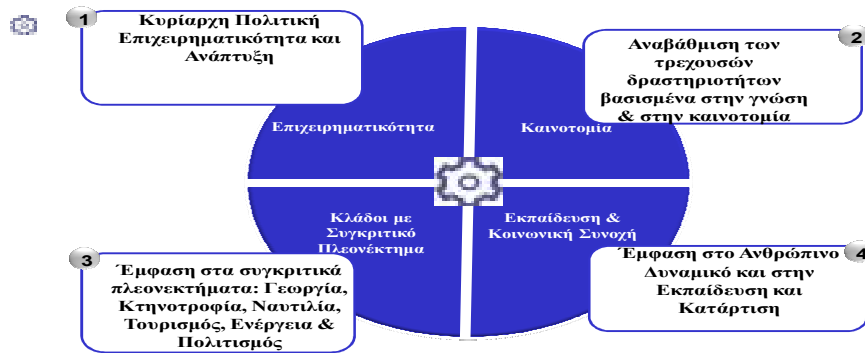 1
Κυρίαρχη Πολιτική
Επιχειρηματικότητα και
Ανάπτυξη
2
Αναβάθμιση των
τρεχουσών
δραστηριοτήτων
βασισμένα στην γνώση
& στην καινοτομία
Επιχειρηματικότητα
Καινοτομία
Κλάδοι με
Συγκριτικό
Πλεονέκτημα
Εκπαίδευση &
Κοινωνική Συνοχή
3
Έμφαση στα συγκριτικά
πλεονεκτήματα: Γεωργία,
Κτηνοτροφία, Ναυτιλία,
Τουρισμός, Ενέργεια &
Πολιτισμός
4
Έμφαση στο Ανθρώπινο
Δυναμικό και στην
Εκπαίδευση και
Κατάρτιση